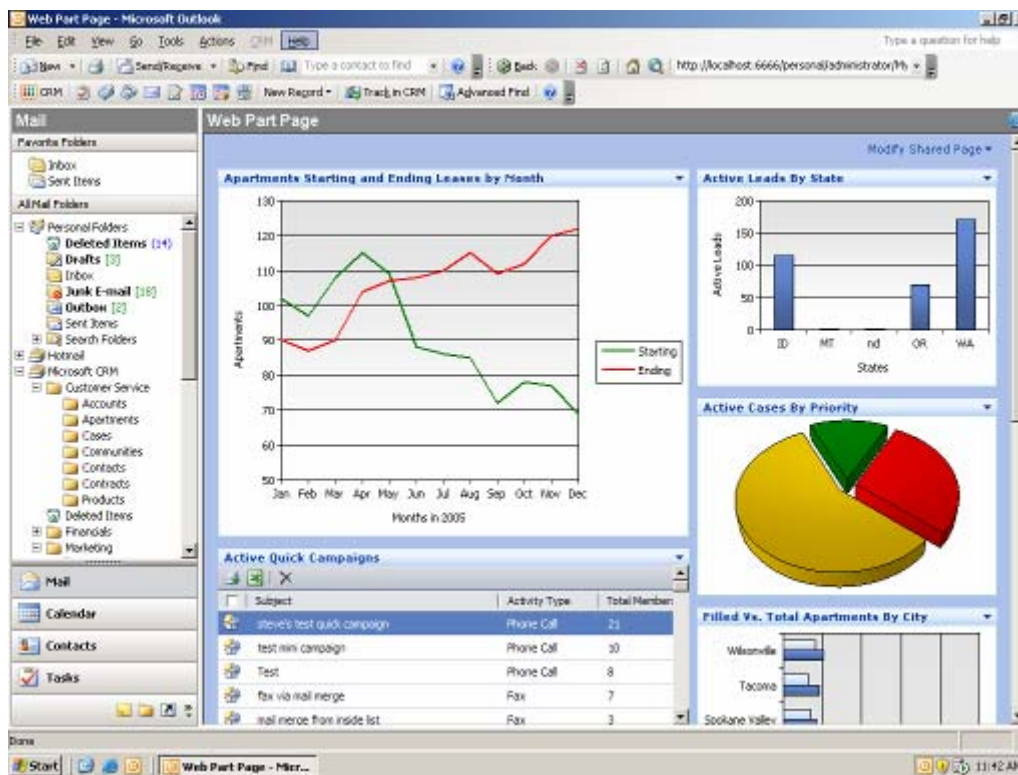 Web Part Page - Microsoft Outlook
File Edit View Go Tools Actions CRM Help Type a question for help
New Send/Receive Find Type a contact to find Back http://localhost:6666/personal/administrator/My
CRM New Record Track in CRM Advanced Find
Mail
Web Part Page
Favorite Folders
Inbox
Sent Items
All Mail Folders
Personal Folders
Deleted Items (14)
Drafts [3]
Inbox
Junk E-mail [18]
Outbox [2]
Sent Items
Search Folders
Hotmail
Microsoft CRM
Customer Service
Accounts
Apartments
Cases
Communities
Contacts
Contracts
Products
Deleted Items
Financials
Marketing
Mail
Calendar
Contacts
Tasks
Modify Shared Page
Apartments Starting and Ending Leases by Month
130
120
110
100
90
80
70
60
50
Apartments
Jan Feb Mar Apr May Jun Jul Aug Sep Oct Nov Dec
Months in 2005
Starting
Ending
Active Leads By State
200
150
100
50
0
Active Leads
ID MT nd OR WA
States
Active Cases By Priority
Active Quick Campaigns
Subject Activity Type Total Member
steve's test quick campaign Phone Call 21
test mini campaign Phone Call 10
Test Phone Call 8
fax via mail merge Fax 7
mail merge from inside list Fax 3
Filled Vs. Total Apartments By City
Wilsonville
Tacoma
Spokane Valley
Done
Start Web Part Page - Micr... 11:42 AM